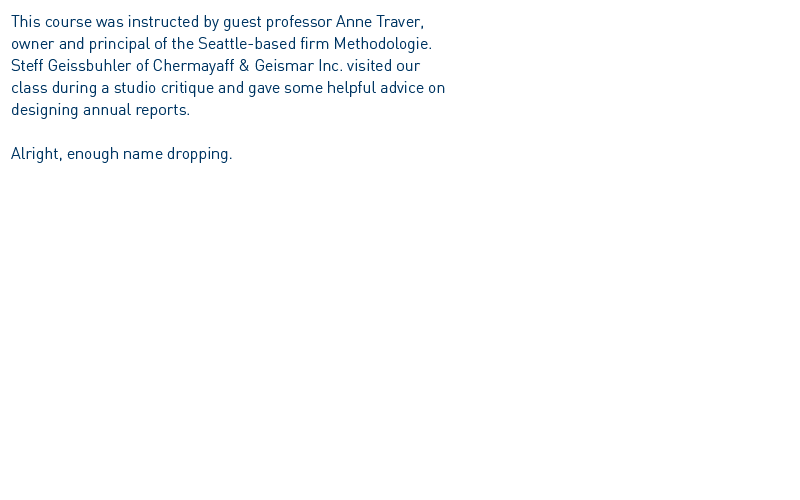 This course was instructed by guest professor Anne Traver,
owner and principal of the Seattle-based firm Methodologie.
Steff Geissbuhler of Chermayaff & Geismar Inc. visited our
class during a studio critique and gave some helpful advice on
designing annual reports.

Alright, enough name dropping.